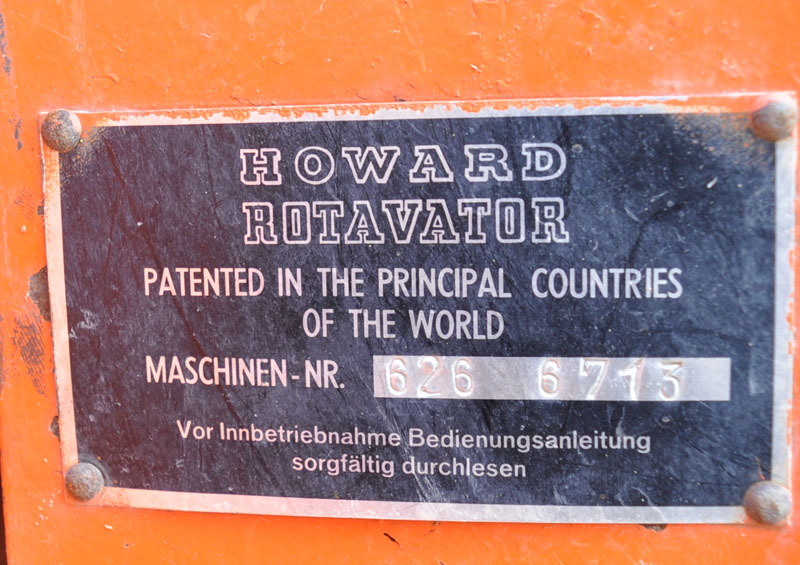 HOWARD
ROTAVATOR
PATENTED IN THE PRINCIPAL COUNTRIES
OF THE WORLD
MASCHINEN-NR. 626 6713
Vor Innbetriebnahme Bedienungsanleitung
sorgfältig durchlesen